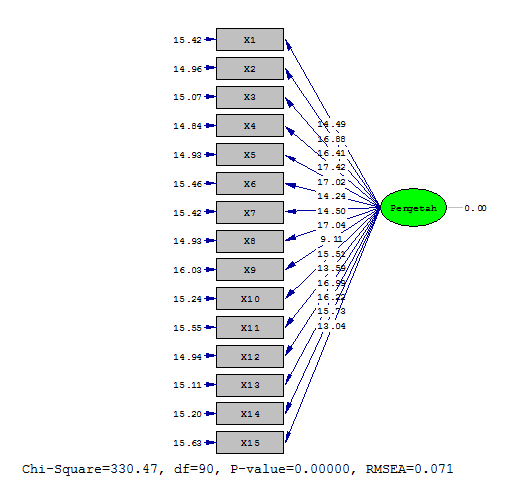 15.42 X1
14.96 X2
15.07 X3
14.84 X4
14.93 X5
15.46 X6
15.42 X7
14.93 X8
16.03 X9
15.24 X10
15.55 X11
14.94 X12
15.11 X13
15.20 X14
15.63 X15
14.49
16.88
16.41
17.42
17.02
14.24
14.50
17.04
9.11
15.51
13.59
16.99
16.22
15.73
13.04
Pergetah 0.00
Chi-Square=330.47, df=90, P-value=0.00000, RMSEA=0.071